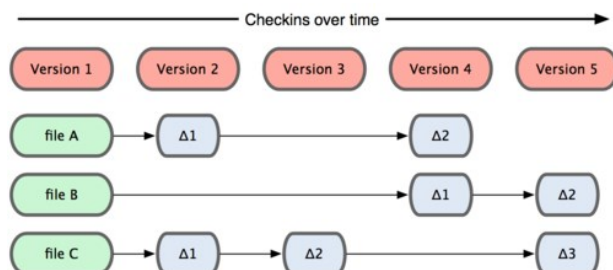 Checkins over time
Version 1 Version 2 Version 3 Version 4 Version 5
file A Δ1 Δ2
file B Δ1 Δ2
file C Δ1 Δ2 Δ3